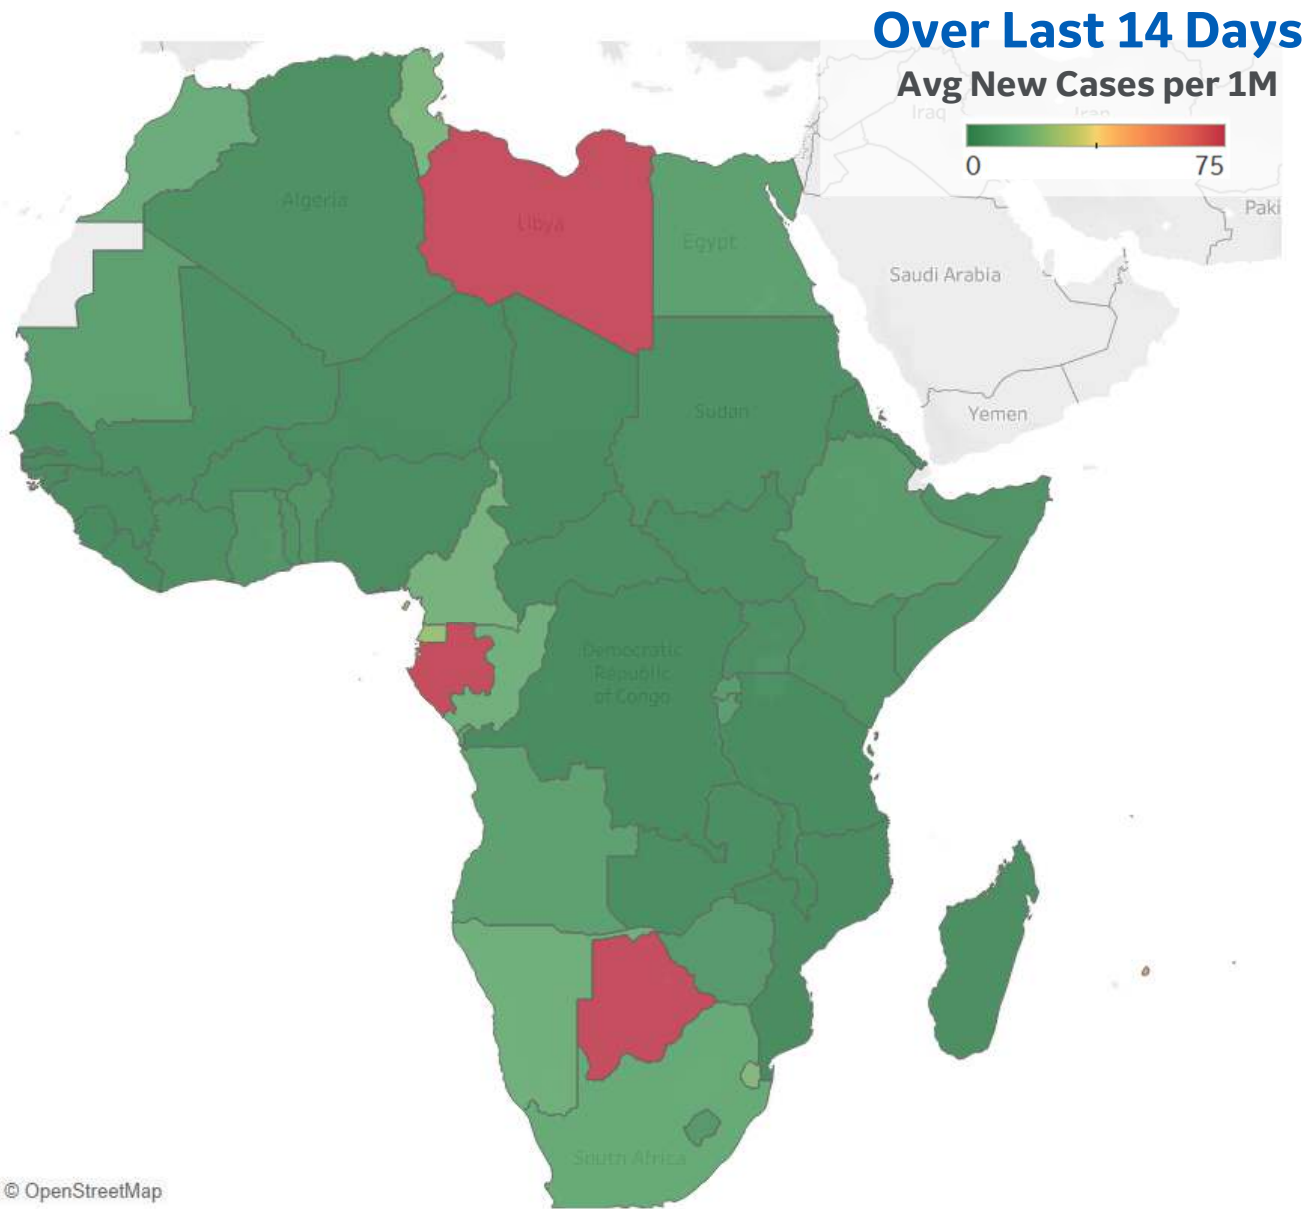 Over Last 14 Days
Avg New Cases per 1M
Iraq
Iran
0
75
Paki
Algeria
Libya
Egypt
Saudi Arabia
Sudan
Yemen
Democratic
Republic
of Congo
South Africa
© OpenStreetMap